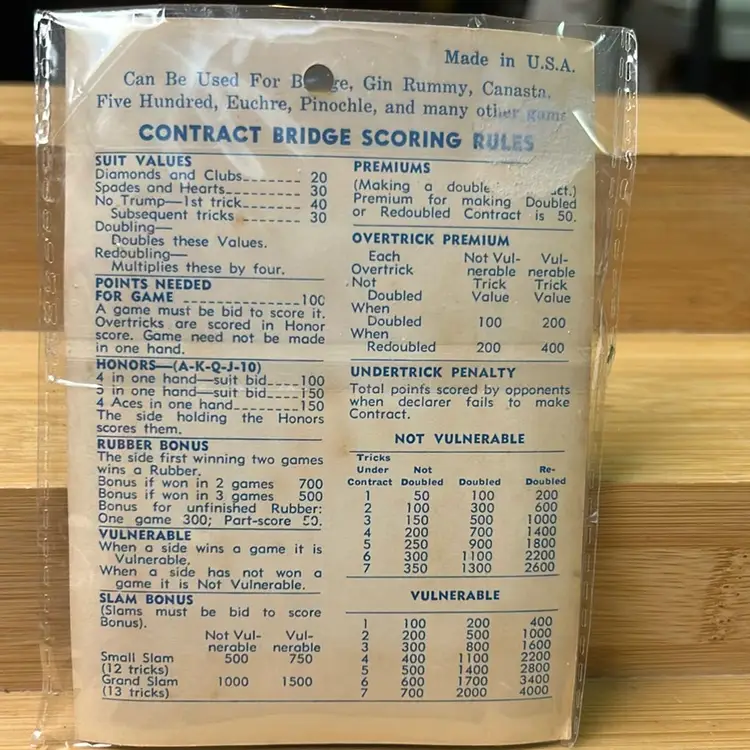 Made in U.S.A.
Can Be Used For B ge, Gin Rummy, Canasta,
Five Hundred, Euchre, Pinochle, and many other game
CONTRACT BRIDGE SCORING RULES
SUIT VALUES
Diamonds and Clubs_______ 20
Spades and Hearts_________ 30
No Trump—1st trick________ 40
Subsequent tricks ________ 30
Doubling—
Doubles these Values.
Redoubling—
Multiplies these by four.
POINTS NEEDED
FOR GAME ______________100
A game must be bid to score it.
Overtricks are scored in Honor
score. Game need not be made
in one hand.
HONORS—(A-K-Q-J-10)
4 in one hand—suit bid____100
5 in one hand—suit bid____150
4 Aces in one hand________150
The side holding the Honors
scores them.
RUBBER BONUS
The side first winning two games
wins a Rubber.
Bonus if won in 2 games 700
Bonus if won in 3 games 500
Bonus for unfinished Rubber:
One game 300; Part-score 50.
VULNERABLE
When a side wins a game it is
Vulnerable.
When a side has not won a
game it is Not Vulnerable.
SLAM BONUS
(Slams must be bid to score
Bonus).
Not Vul- Vul-
nerable nerable
Small Slam 500 750
(12 tricks)
Grand Slam 1000 1500
(13 tricks)
PREMIUMS
(Making a double ct.)
Premium for making Doubled
or Redoubled Contract is 50.
OVERTRICK PREMIUM
Each Not Vul- Vul-
Overtrick nerable nerable
Not Trick Trick
Doubled Value Value
When
Doubled 100 200
When
Redoubled 200 400
UNDERTRICK PENALTY
Total points scored by opponents
when declarer fails to make
Contract.
NOT VULNERABLE
Tricks
Under Not Re-
Contract Doubled Doubled Doubled
1 50 100 200
2 100 300 600
3 150 500 1000
4 200 700 1400
5 250 900 1800
6 300 1100 2200
7 350 1300 2600
VULNERABLE
1 100 200 400
2 200 500 1000
3 300 800 1600
4 400 1100 2200
5 500 1400 2800
6 600 1700 3400
7 700 2000 4000